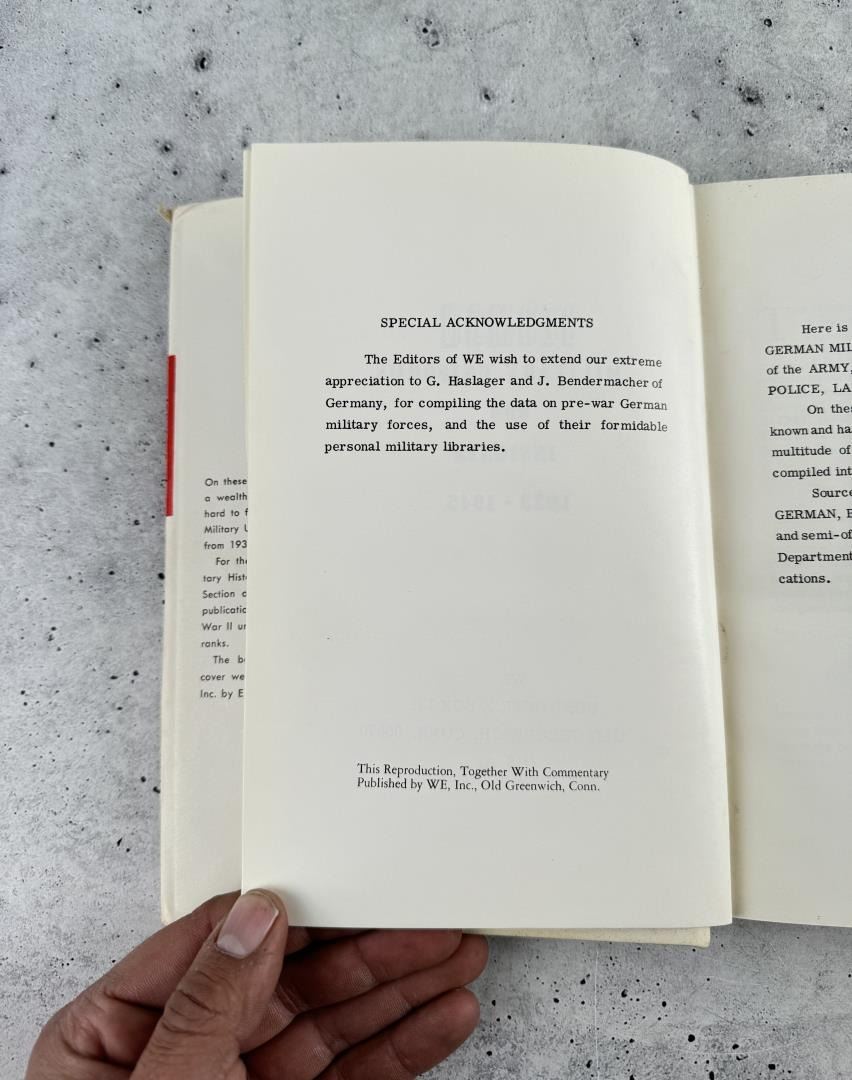 On these
a wealth
hard to f
Military U
from 193
For the
tary Hist
Section o
publicatio
War II un
ranks.
The b
cover we
Inc. by E
SPECIAL ACKNOWLEDGMENTS
The Editors of WE wish to extend our extreme
appreciation to G. Haslager and J. Bendermacher of
Germany, for compiling the data on pre-war German
military forces, and the use of their formidable
personal military libraries.
This Reproduction, Together With Commentary
Published by WE, Inc., Old Greenwich, Conn.
Here is
GERMAN MIL
of the ARMY,
POLICE, LA
On thes
known and ha
multitude of
compiled int
Source
GERMAN, E
and semi-of
Department
cations.